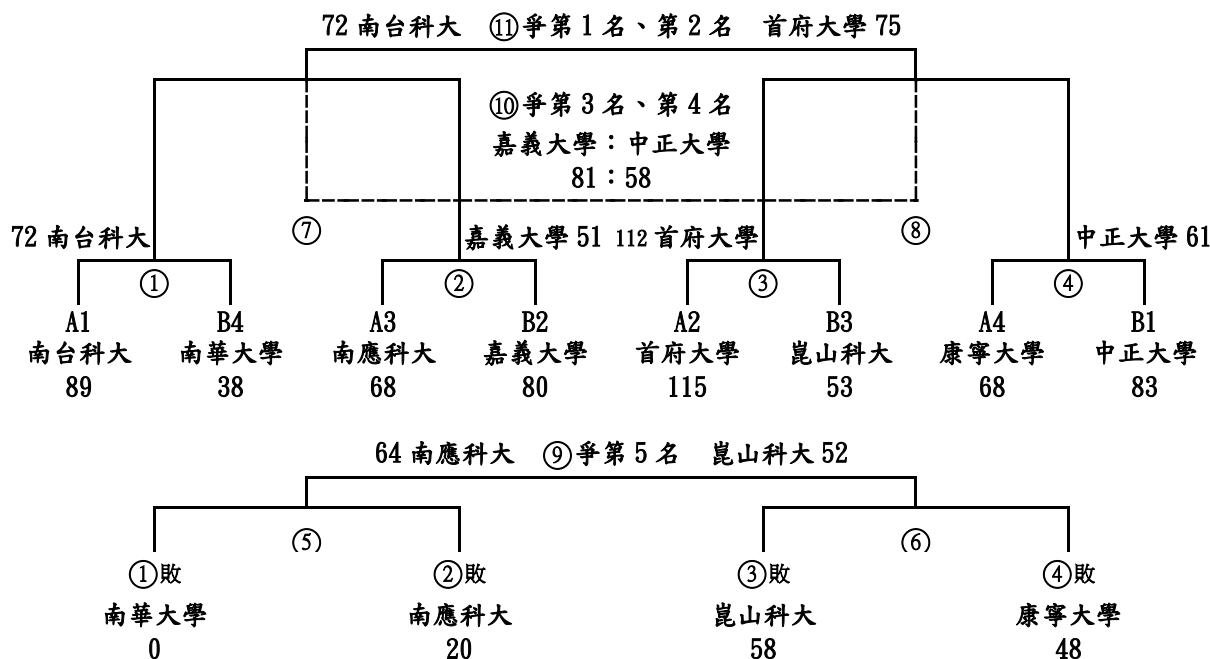 72 南台科大 ⑪爭第 1 名、第 2 名 首府大學 75
⑩爭第 3 名、第 4 名
嘉義大學：中正大學
81：58
⑦ ⑧
72 南台科大 嘉義大學 51 112 首府大學 中正大學 61
① ② ③ ④
A1 B4 A3 B2 A2 B3 A4 B1
南台科大 南華大學 南應科大 嘉義大學 首府大學 崑山科大 康寧大學 中正大學
89 38 68 80 115 53 68 83
64 南應科大 ⑨爭第 5 名 崑山科大 52
⑤ ⑥
①敗 ②敗 ③敗 ④敗
南華大學 南應科大 崑山科大 康寧大學
0 20 58 48